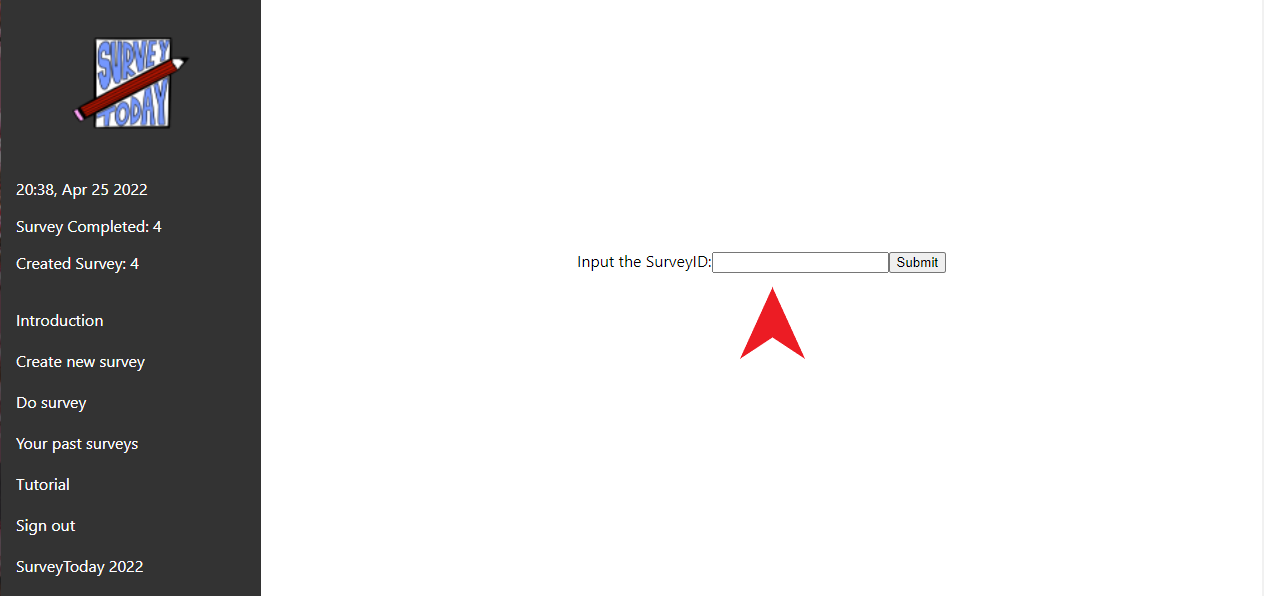 SURVEY
TODAY
20:38, Apr 25 2022
Survey Completed: 4
Created Survey: 4
Introduction
Create new survey
Do survey
Your past surveys
Tutorial
Sign out
SurveyToday 2022
Input the SurveyID: Submit